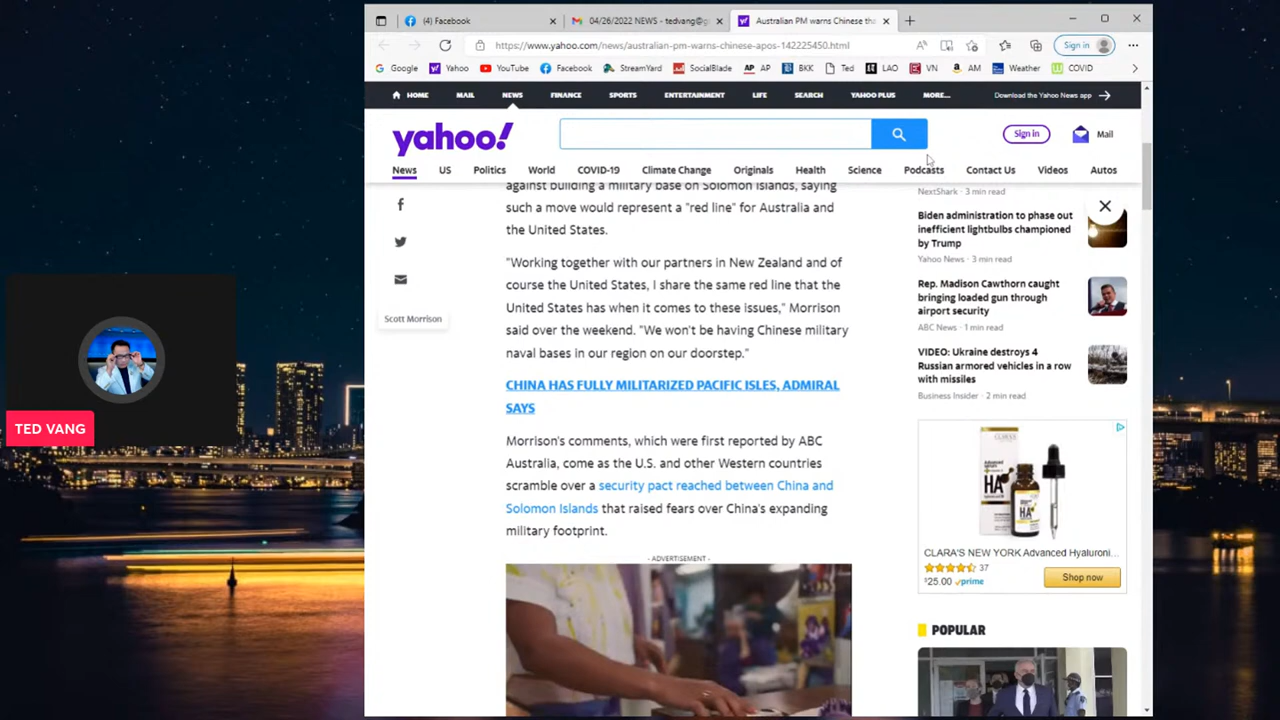 (4) Facebook
04/26/2022 NEWS - tedvang@g
Australian PM warns Chinese tha
https://www.yahoo.com/news/australian-pm-warns-chinese-apos-142225450.html
Sign in
Google
Yahoo
YouTube
Facebook
StreamYard
SocialBlade
AP AP
BKK
Ted
LAO
VN
AM
Weather
COVID
HOME
MAIL
NEWS
FINANCE
SPORTS
ENTERTAINMENT
LIFE
SEARCH
YAHOO PLUS
MORE...
Download the Yahoo News app
yahoo!
Sign in
Mail
News
US
Politics
World
COVID-19
Climate Change
Originals
Health
Science
Podcasts
Contact Us
Videos
Autos
against building a military base on Solomon Islands, saying
such a move would represent a "red line" for Australia and
the United States.
"Working together with our partners in New Zealand and of
course the United States, I share the same red line that the
United States has when it comes to these issues," Morrison
said over the weekend. "We won't be having Chinese military
naval bases in our region on our doorstep."
CHINA HAS FULLY MILITARIZED PACIFIC ISLES, ADMIRAL
SAYS
Morrison's comments, which were first reported by ABC
Australia, come as the U.S. and other Western countries
scramble over a security pact reached between China and
Solomon Islands that raised fears over China's expanding
military footprint.
- ADVERTISEMENT -
Scott Morrison
NextShark · 3 min read
Biden administration to phase out
inefficient lightbulbs championed
by Trump
Yahoo News · 3 min read
Rep. Madison Cawthorn caught
bringing loaded gun through
airport security
ABC News · 1 min read
VIDEO: Ukraine destroys 4
Russian armored vehicles in a row
with missiles
Business Insider · 2 min read
HA
HA
CLARA'S NEW YORK Advanced Hyaluroni...
37
$25.00 prime
Shop now
POPULAR
TED VANG